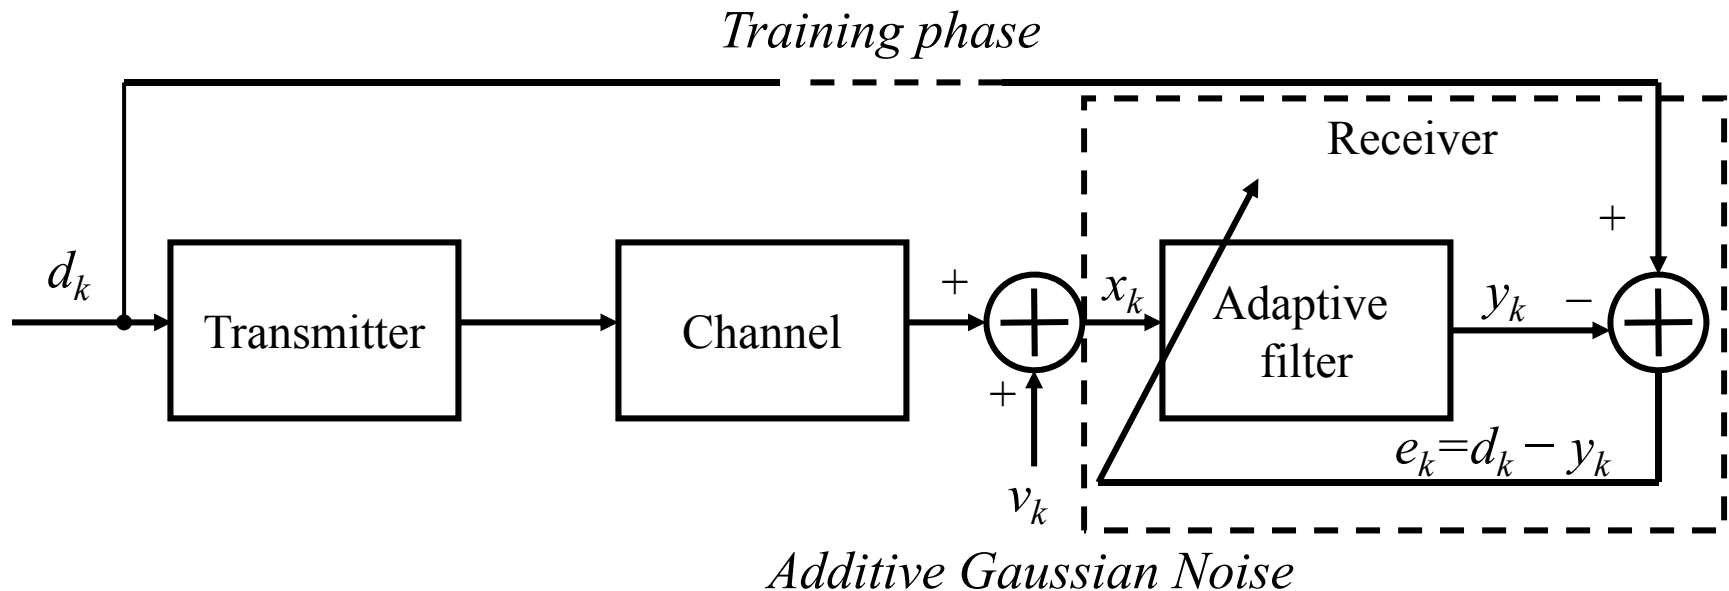 Training phase
Receiver
+
d_k
+
x_k
y_k
−
Transmitter
Channel
Adaptive
filter
+
e_k=d_k − y_k
v_k
Additive Gaussian Noise